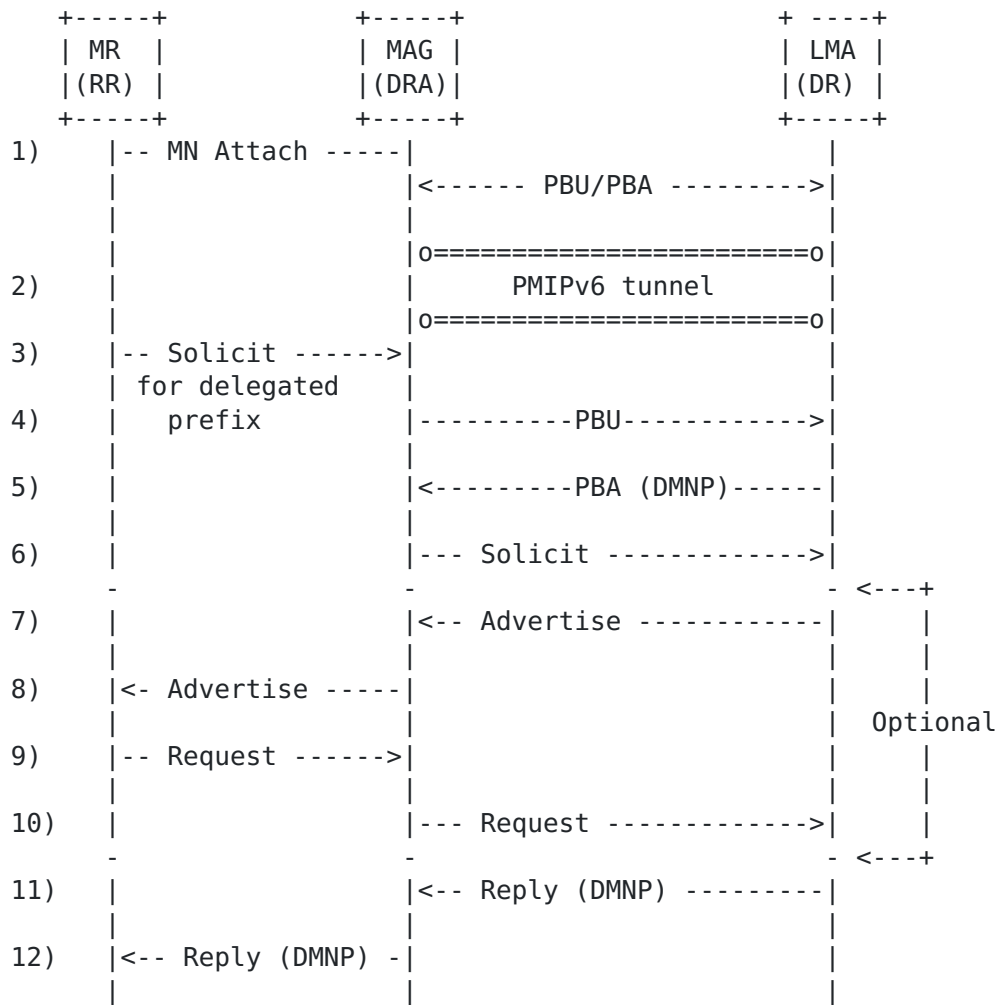 +-----+            +-----+                    + ----+
   | MR  |            | MAG |                    | LMA |
   |(RR) |            |(DRA)|                    |(DR) |
   +-----+            +-----+                    +-----+
1)    |-- MN Attach -----|                          |
      |                  |<------ PBU/PBA --------->|
      |                  |                          |
      |                  |o========================o|
2)    |                  |      PMIPv6 tunnel       |
      |                  |o========================o|
3)    |-- Solicit ------>|                          |
      | for delegated    |                          |
4)    |   prefix         |----------PBU------------>|
      |                  |                          |
5)    |                  |<---------PBA (DMNP)------|
      |                  |                          |
6)    |                  |--- Solicit ------------->|
      -                  -                          - <---+
7)    |                  |<-- Advertise ------------|     |
      |                  |                          |     |
8)    |<- Advertise -----|                          |     |
      |                  |                          |  Optional
9)    |-- Request ------>|                          |     |
      |                  |                          |     |
10)   |                  |--- Request ------------->|     |
      -                  -                          - <---+
11)   |                  |<-- Reply (DMNP) ---------|
      |                  |                          |
12)   |<-- Reply (DMNP) -|                          |
      |                  |                          |